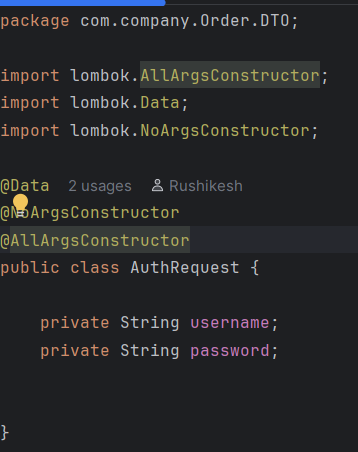 package com.company.Order.DTO;
import lombok.AllArgsConstructor;
import lombok.Data;
import lombok.NoArgsConstructor;
@Data 2 usages Rushikesh
@NoArgsConstructor
@AllArgsConstructor
public class AuthRequest {
private String username;
private String password;
}